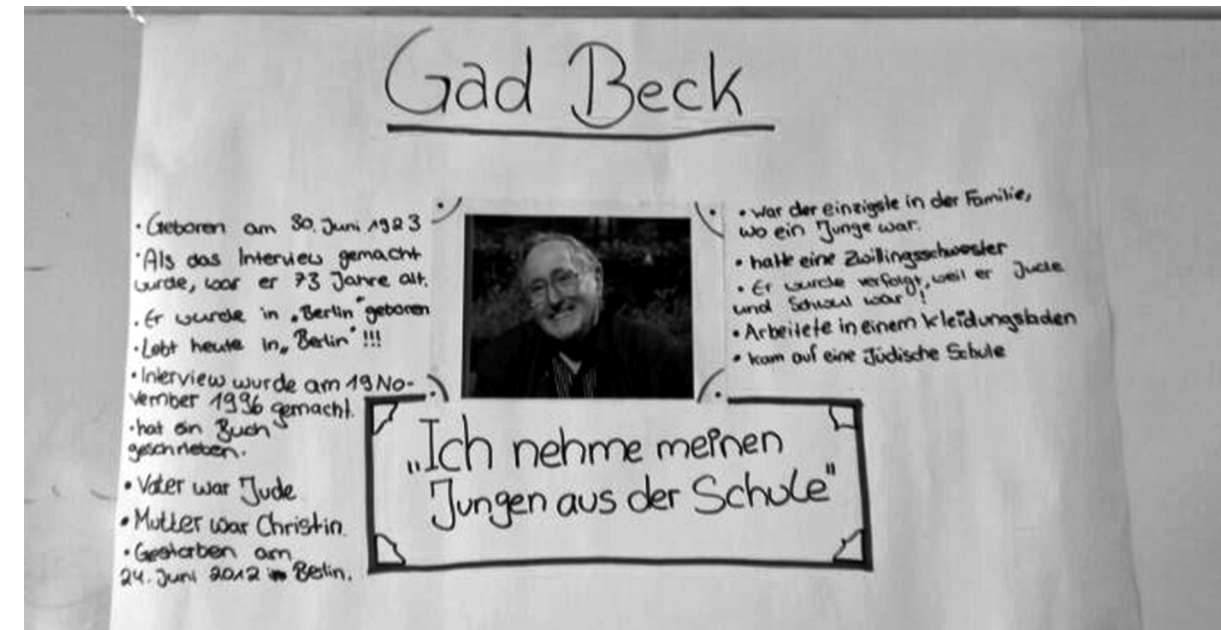 Gad Beck
• Geboren am 30. Juni 1923
• Als das Interview gemacht
wurde, war er 73 Jahre alt.
• Er wurde in „Berlin" geboren
• Lebt heute in „Berlin" !!!
• Interview wurde am 19 No-
vember 1996 gemacht.
• hat ein Buch
geschrieben.
• Vater war Jude
• Mutter war Christin.
• Gestorben am
24. Juni 2012 in Berlin.
• war der einzigste in der Familie,
wo ein Junge war.
• hatte eine Zwillingsschwester
• Er wurde verfolgt, weil er Jude
und Schwul war !
• Arbeitete in einem Kleidungsladen
• kam auf eine Jüdische Schule
„Ich nehme meinen
Jungen aus der Schule"